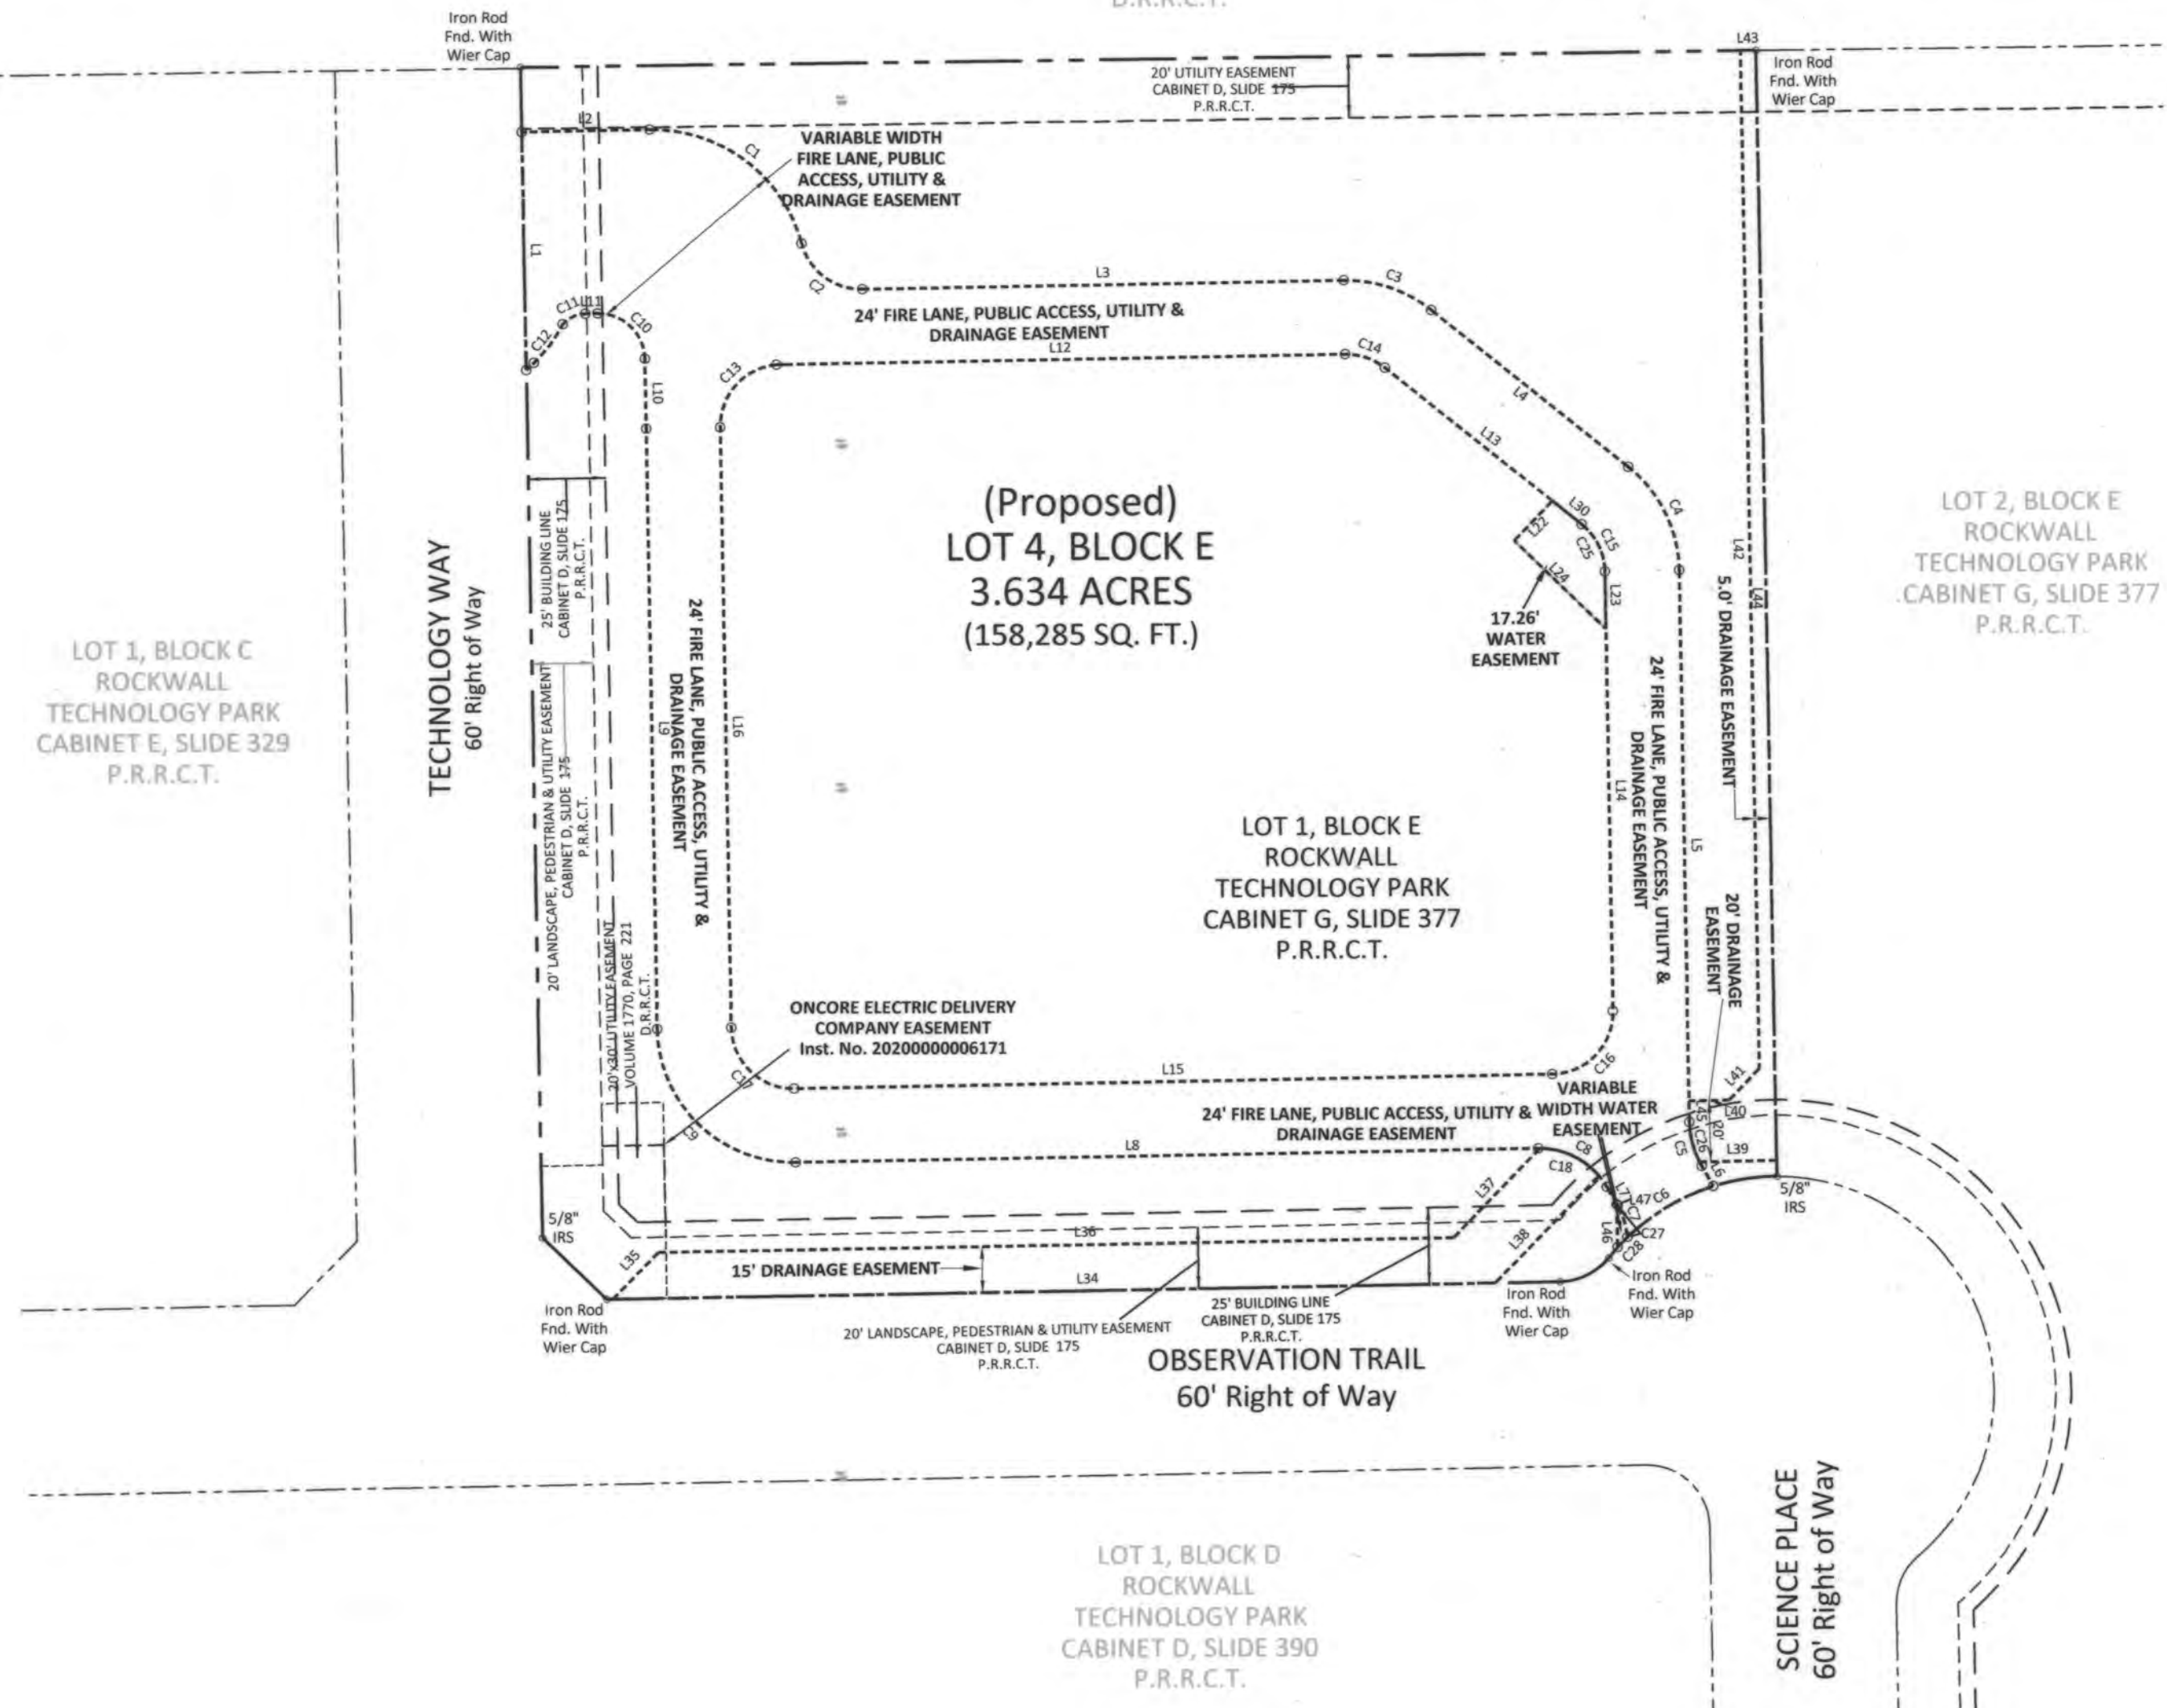 D.R.R.C.T.
Iron Rod
Fnd. With
Wier Cap
L43
Iron Rod
Fnd. With
Wier Cap
20' UTILITY EASEMENT
CABINET D, SLIDE 175
P.R.R.C.T.
L2
C1
VARIABLE WIDTH
FIRE LANE, PUBLIC
ACCESS, UTILITY &
DRAINAGE EASEMENT
L1
C2
L3
C3
C11
L11
C10
C12
24' FIRE LANE, PUBLIC ACCESS, UTILITY &
DRAINAGE EASEMENT
L12
C14
C13
L10
L4
L13
C4
(Proposed)
LOT 4, BLOCK E
3.634 ACRES
(158,285 SQ. FT.)
L30
L22
C15
C25
L24
L23
17.26'
WATER
EASEMENT
L42
L44
5.0' DRAINAGE EASEMENT
LOT 2, BLOCK E
ROCKWALL
TECHNOLOGY PARK
CABINET G, SLIDE 377
P.R.R.C.T.
LOT 1, BLOCK C
ROCKWALL
TECHNOLOGY PARK
CABINET E, SLIDE 329
P.R.R.C.T.
TECHNOLOGY WAY
60' Right of Way
25' BUILDING LINE
CABINET D, SLIDE 175
P.R.R.C.T.
20' LANDSCAPE, PEDESTRIAN & UTILITY EASEMENT
CABINET D, SLIDE 175
P.R.R.C.T.
L9
24' FIRE LANE, PUBLIC ACCESS, UTILITY &
DRAINAGE EASEMENT
L16
L14
24' FIRE LANE, PUBLIC ACCESS, UTILITY &
DRAINAGE EASEMENT
L5
LOT 1, BLOCK E
ROCKWALL
TECHNOLOGY PARK
CABINET G, SLIDE 377
P.R.R.C.T.
20' DRAINAGE
EASEMENT
20'x30' UTILITY EASEMENT
VOLUME 1770, PAGE 221
D.R.R.C.T.
ONCORE ELECTRIC DELIVERY
COMPANY EASEMENT
Inst. No. 20200000006171
C17
L15
C16
VARIABLE
WIDTH WATER
EASEMENT
24' FIRE LANE, PUBLIC ACCESS, UTILITY &
DRAINAGE EASEMENT
C9
L8
C8
C18
L41
L40
L45
20'
C26
C5
L39
L6
L7
L47
C6
C7
C27
L46
C28
5/8"
IRS
5/8"
IRS
L35
L36
L37
L38
15' DRAINAGE EASEMENT
L34
Iron Rod
Fnd. With
Wier Cap
20' LANDSCAPE, PEDESTRIAN & UTILITY EASEMENT
CABINET D, SLIDE 175
P.R.R.C.T.
25' BUILDING LINE
CABINET D, SLIDE 175
P.R.R.C.T.
Iron Rod
Fnd. With
Wier Cap
Iron Rod
Fnd. With
Wier Cap
OBSERVATION TRAIL
60' Right of Way
SCIENCE PLACE
60' Right of Way
LOT 1, BLOCK D
ROCKWALL
TECHNOLOGY PARK
CABINET D, SLIDE 390
P.R.R.C.T.